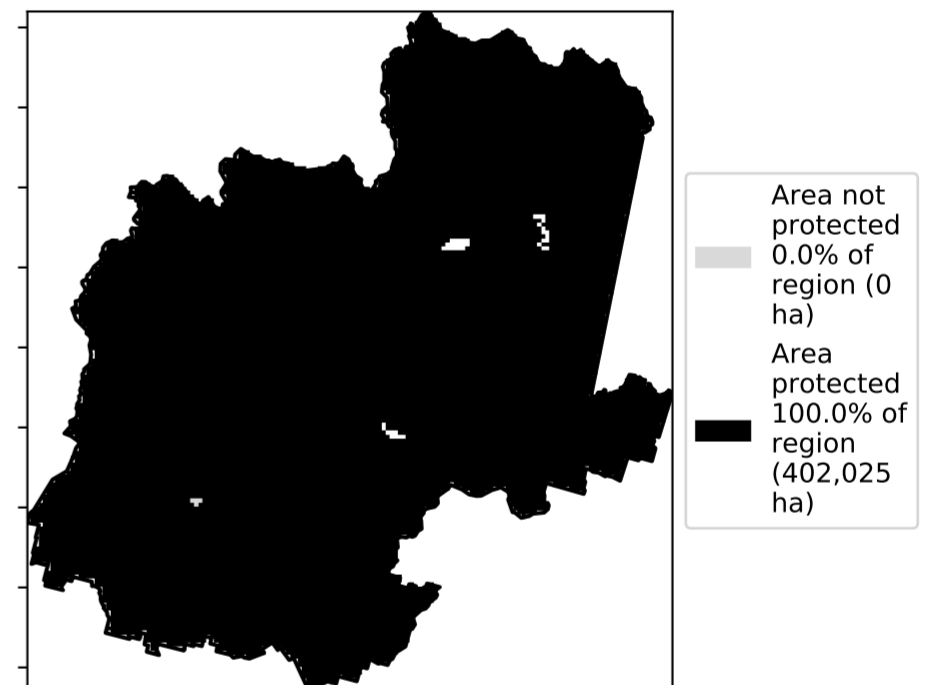 Area not
protected
0.0% of
region (0
ha)
Area
protected
100.0% of
region
(402,025
ha)